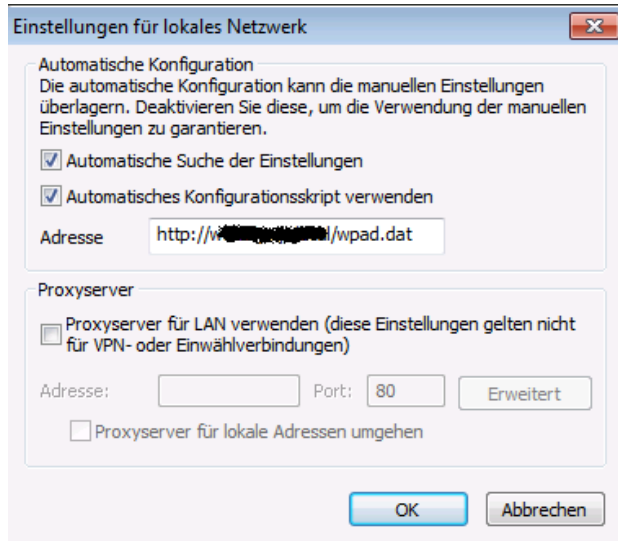 Einstellungen für lokales Netzwerk
Automatische Konfiguration
Die automatische Konfiguration kann die manuellen Einstellungen
überlagern. Deaktivieren Sie diese, um die Verwendung der manuellen
Einstellungen zu garantieren.
Automatische Suche der Einstellungen
Automatisches Konfigurationsskript verwenden
Adresse http://w /wpad.dat
Proxyserver
Proxyserver für LAN verwenden (diese Einstellungen gelten nicht
für VPN- oder Einwählverbindungen)
Adresse: Port: 80 Erweitert
Proxyserver für lokale Adressen umgehen
OK Abbrechen